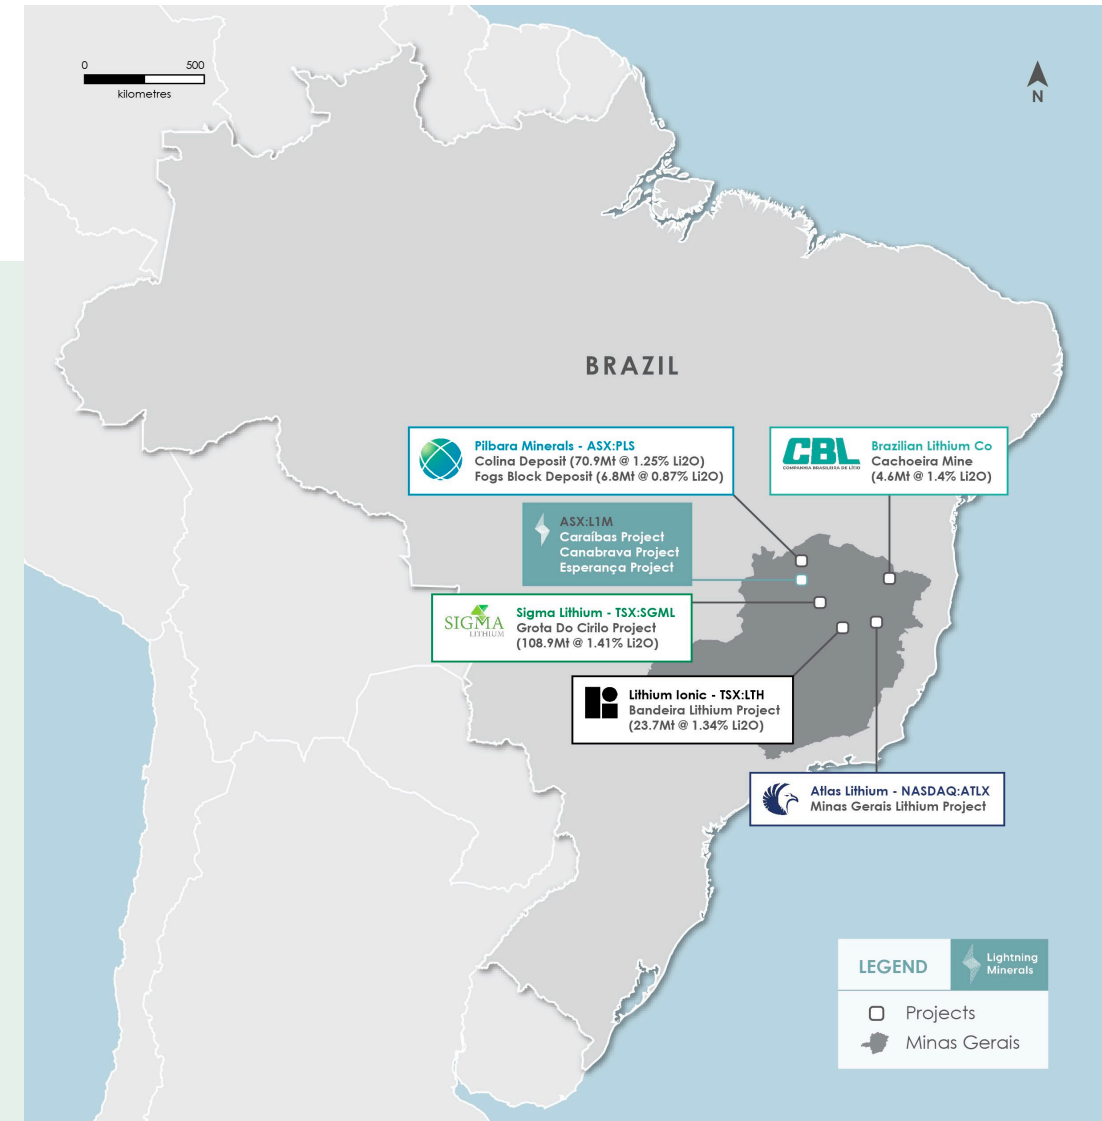 0 500
kilometres
N
BRAZIL
Pilbara Minerals - ASX:PLS
Colina Deposit (70.9Mt @ 1.25% Li2O)
Fogs Block Deposit (6.8Mt @ 0.87% Li2O)
CBL
COMPANHIA BRASILEIRA DE LÍTIO
Brazilian Lithium Co
Cachoeira Mine
(4.6Mt @ 1.4% Li2O)
ASX:L1M
Caraíbas Project
Canabrava Project
Esperança Project
SIGMA
LITHIUM
Sigma Lithium - TSX:SGML
Grota Do Cirilo Project
(108.9Mt @ 1.41% Li2O)
Lithium Ionic - TSX:LTH
Bandeira Lithium Project
(23.7Mt @ 1.34% Li2O)
Atlas Lithium - NASDAQ:ATLX
Minas Gerais Lithium Project
LEGEND
Lightning
Minerals
Projects
Minas Gerais